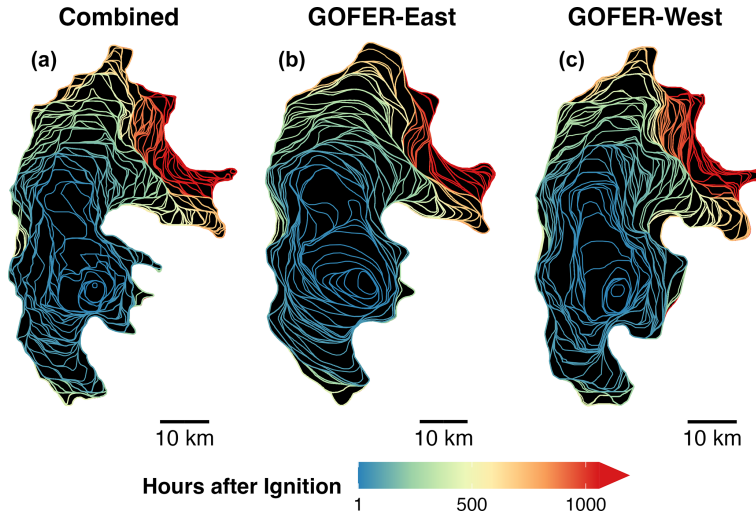 Combined GOFER-East GOFER-West
(a) (b) (c)
10 km 10 km 10 km
Hours after Ignition
1 500 1000